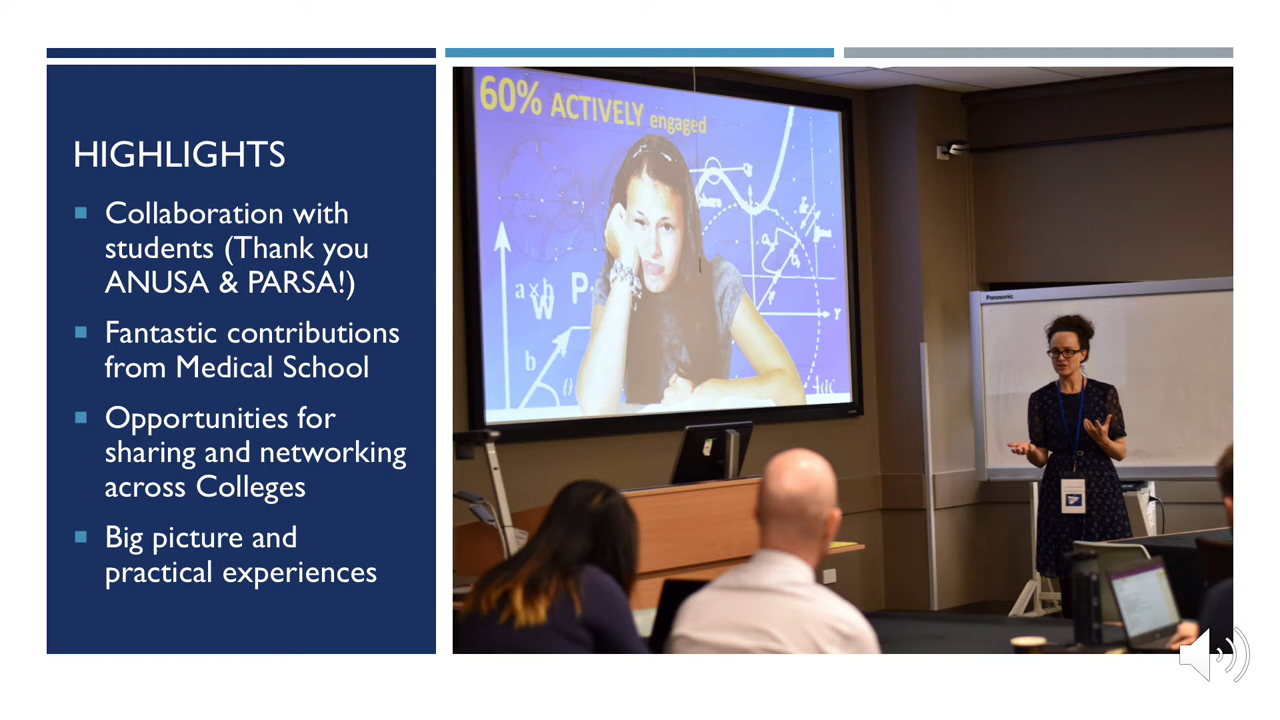 HIGHLIGHTS
Collaboration with
students (Thank you
ANUSA & PARSA!)
Fantastic contributions
from Medical School
Opportunities for
sharing and networking
across Colleges
Big picture and
practical experiences
60% ACTIVELY engaged
a×b
W
P
b
θ
Y
F
Panasonic